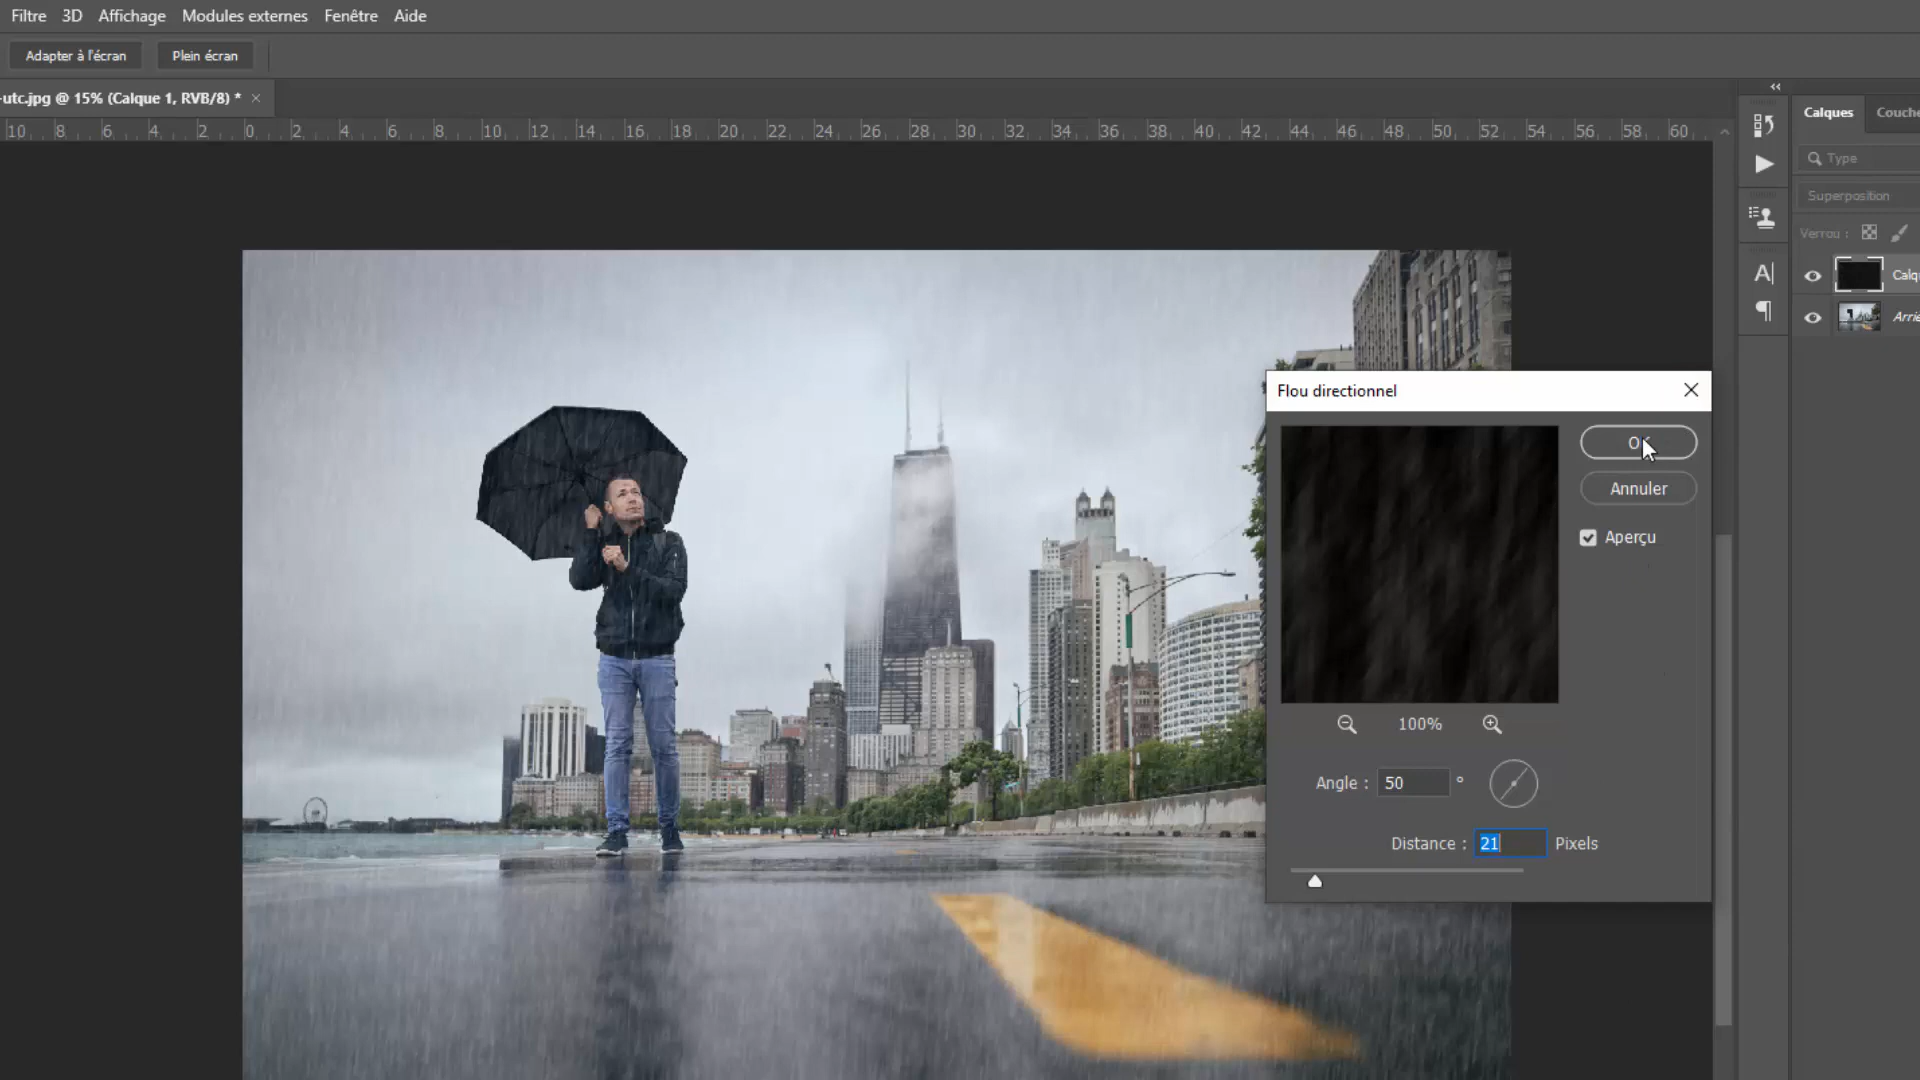 Filtre 3D Affichage Modules externes Fenêtre Aide
Adapter à l'écran Plein écran
-utc.jpg @ 15% (Calque 1, RVB/8) * ×
10 8 6 4 2 0 2 4 6 8 10 12 14 16 18 20 22 24 26 28 30 32 34 36 38 40 42 44 46 48 50 52 54 56 58 60
Calques Couche
Type
Superposition
Verrou :
Calqu
Arriè
Flou directionnel
OK
Annuler
Aperçu
100%
Angle : 50 °
Distance : 21 Pixels